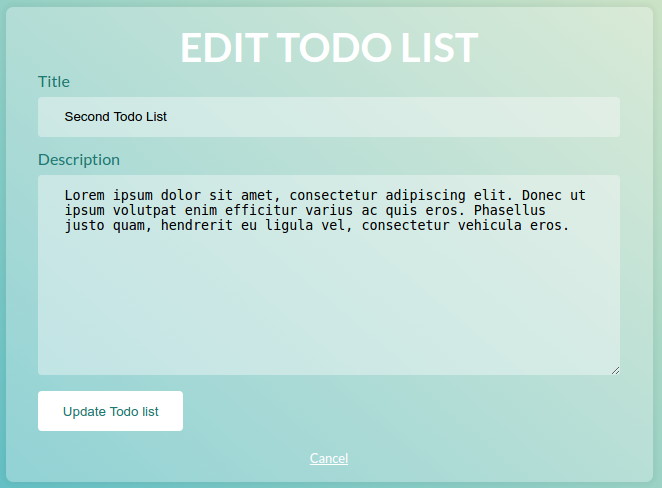 EDIT TODO LIST
Title
Second Todo List
Description
Lorem ipsum dolor sit amet, consectetur adipiscing elit. Donec ut
ipsum volutpat enim efficitur varius ac quis eros. Phasellus
justo quam, hendrerit eu ligula vel, consectetur vehicula eros.
Update Todo list
Cancel